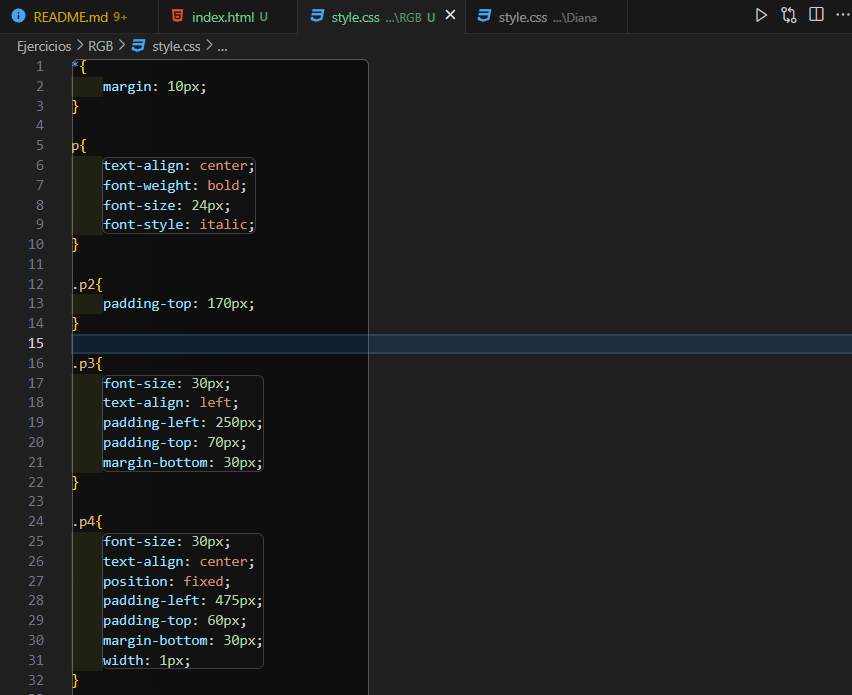 README.md 9+ index.html U style.css ...\RGB U style.css ...\Diana
Ejercicios > RGB > style.css > ...
1 *{
2 margin: 10px;
3 }
4
5 p{
6 text-align: center;
7 font-weight: bold;
8 font-size: 24px;
9 font-style: italic;
10 }
11
12 .p2{
13 padding-top: 170px;
14 }
15
16 .p3{
17 font-size: 30px;
18 text-align: left;
19 padding-left: 250px;
20 padding-top: 70px;
21 margin-bottom: 30px;
22 }
23
24 .p4{
25 font-size: 30px;
26 text-align: center;
27 position: fixed;
28 padding-left: 475px;
29 padding-top: 60px;
30 margin-bottom: 30px;
31 width: 1px;
32 }